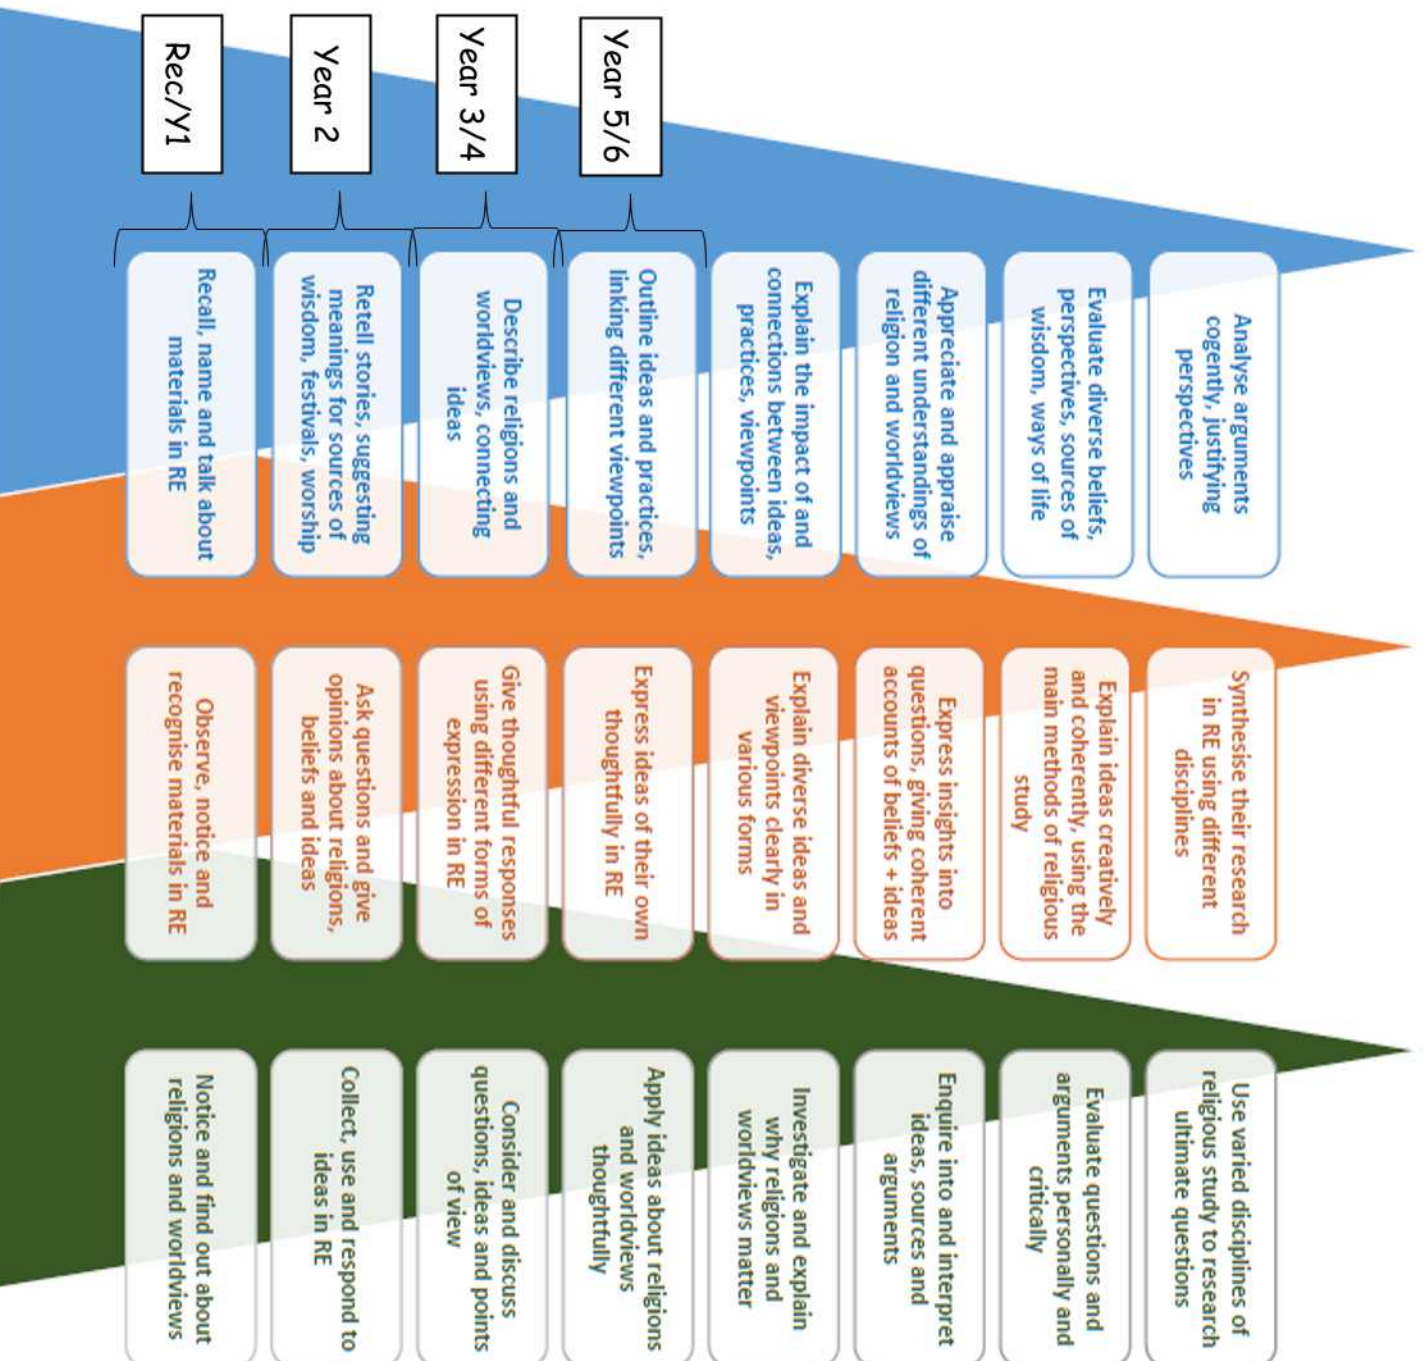 Analyse arguments
cogently, justifying
perspectives
Synthesise their research
in RE using different
disciplines
Use varied disciplines of
religious study to research
ultimate questions
Evaluate diverse beliefs,
perspectives, sources of
wisdom, ways of life
Explain ideas creatively
and coherently, using the
main methods of religious
study
Evaluate questions and
arguments personally and
critically
Appreciate and appraise
different understandings of
religion and worldviews
Express insights into
questions, giving coherent
accounts of beliefs + ideas
Enquire into and interpret
ideas, sources and
arguments
Explain the impact of and
connections between ideas,
practices, viewpoints
Explain diverse ideas and
viewpoints clearly in
various forms
Investigate and explain
why religions and
worldviews matter
Year 5/6
Outline ideas and practices,
linking different viewpoints
Express ideas of their own
thoughtfully in RE
Apply ideas about religions
and worldviews
thoughtfully
Year 3/4
Describe religions and
worldviews, connecting
ideas
Give thoughtful responses
using different forms of
expression in RE
Consider and discuss
questions, ideas and points
of view
Year 2
Retell stories, suggesting
meanings for sources of
wisdom, festivals, worship
Ask questions and give
opinions about religions,
beliefs and ideas
Collect, use and respond to
ideas in RE
Rec/Y1
Recall, name and talk about
materials in RE
Observe, notice and
recognise materials in RE
Notice and find out about
religions and worldviews